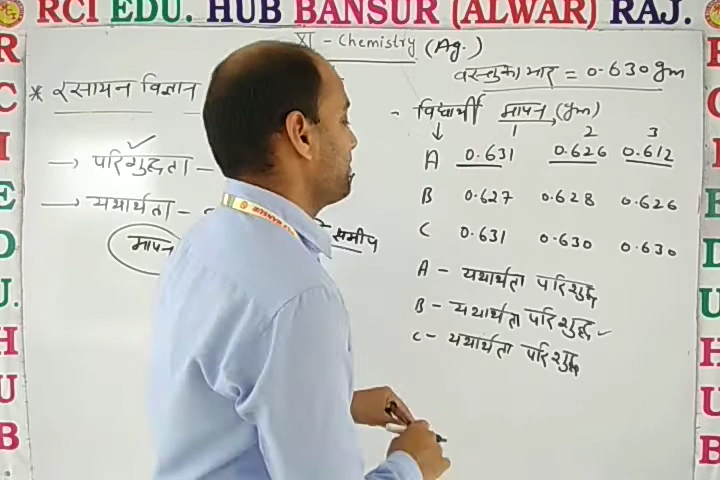 RCI EDU. HUB BANSUR (ALWAR) RAJ.
XI - Chemistry (Ag.)
वस्तु का भार = 0.630 gm
* रसायन विज्ञान
- विद्यार्थी मापन (gm)
↓ 1 2 3
→ परिशुद्धता -
A 0.631 0.626 0.612
B 0.627 0.628 0.626
→ यथार्थता -
समीप
मापन
C 0.631 0.630 0.630
A - यथार्थता परिशुद्ध
B - यथार्थता परिशुद्ध ✓
C - यथार्थता परिशुद्ध
R
C
I
E
D
U.
H
U
B